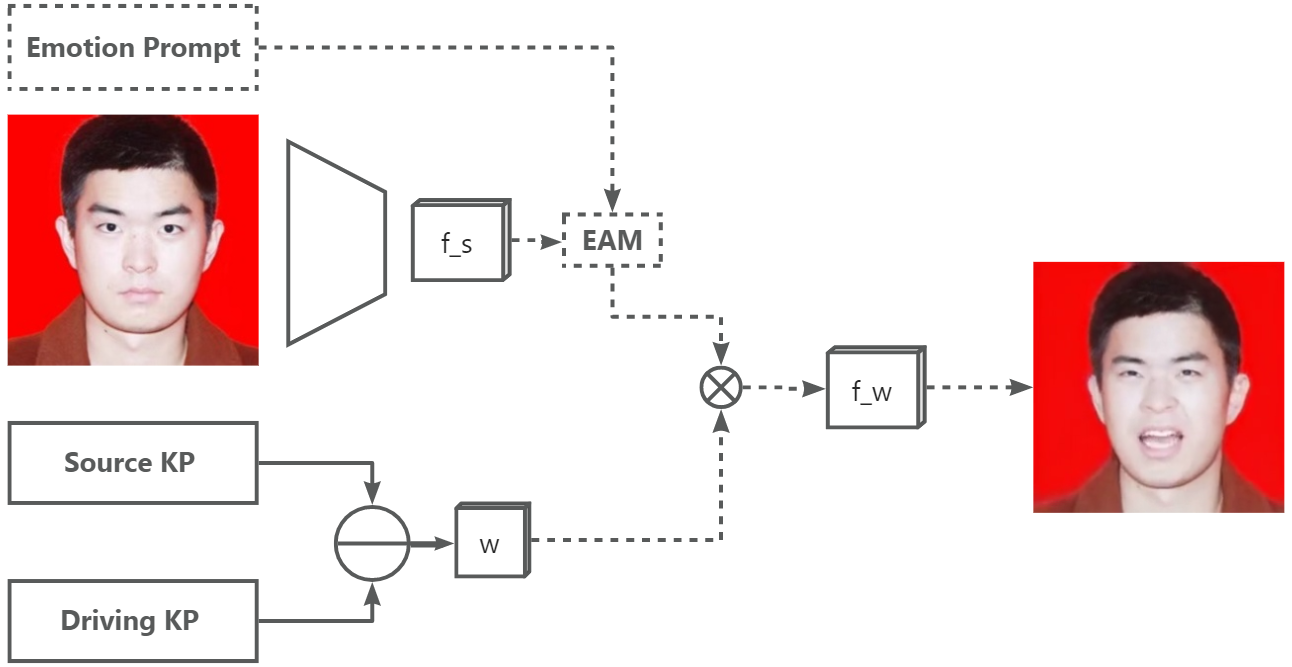 Emotion Prompt
f_s
EAM
f_w
Source KP
w
Driving KP